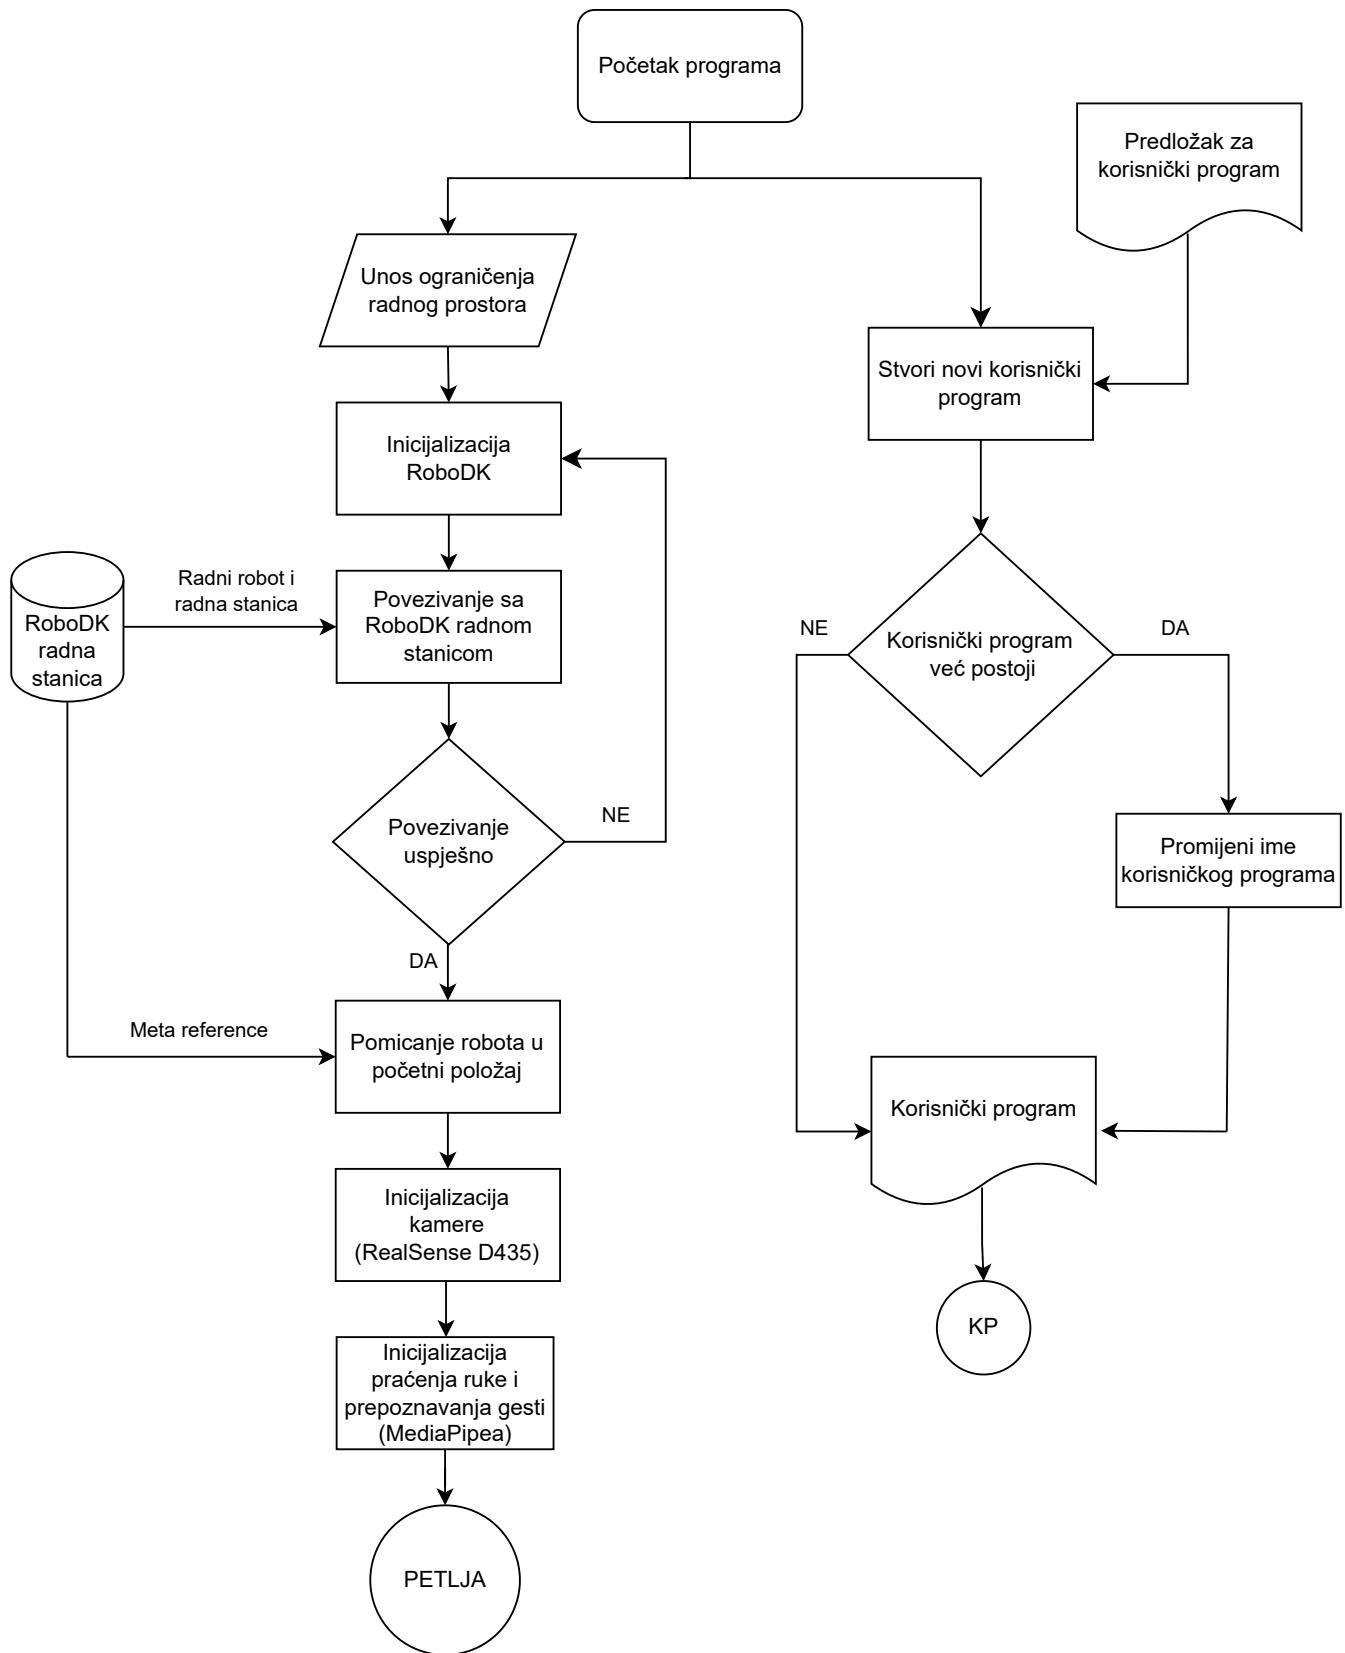 Početak programa
Predložak za
korisnički program
Unos ograničenja
radnog prostora
Stvori novi korisnički
program
Inicijalizacija
RoboDK
Radni robot i
radna stanica
Povezivanje sa
RoboDK radnom
stanicom
RoboDK
radna
stanica
NE
Korisnički program
već postoji
DA
Povezivanje
uspješno
NE
Promijeni ime
korisničkog programa
DA
Meta reference
Pomicanje robota u
početni položaj
Korisnički program
Inicijalizacija
kamere
(RealSense D435)
KP
Inicijalizacija
praćenja ruke i
prepoznavanja gesti
(MediaPipea)
PETLJA